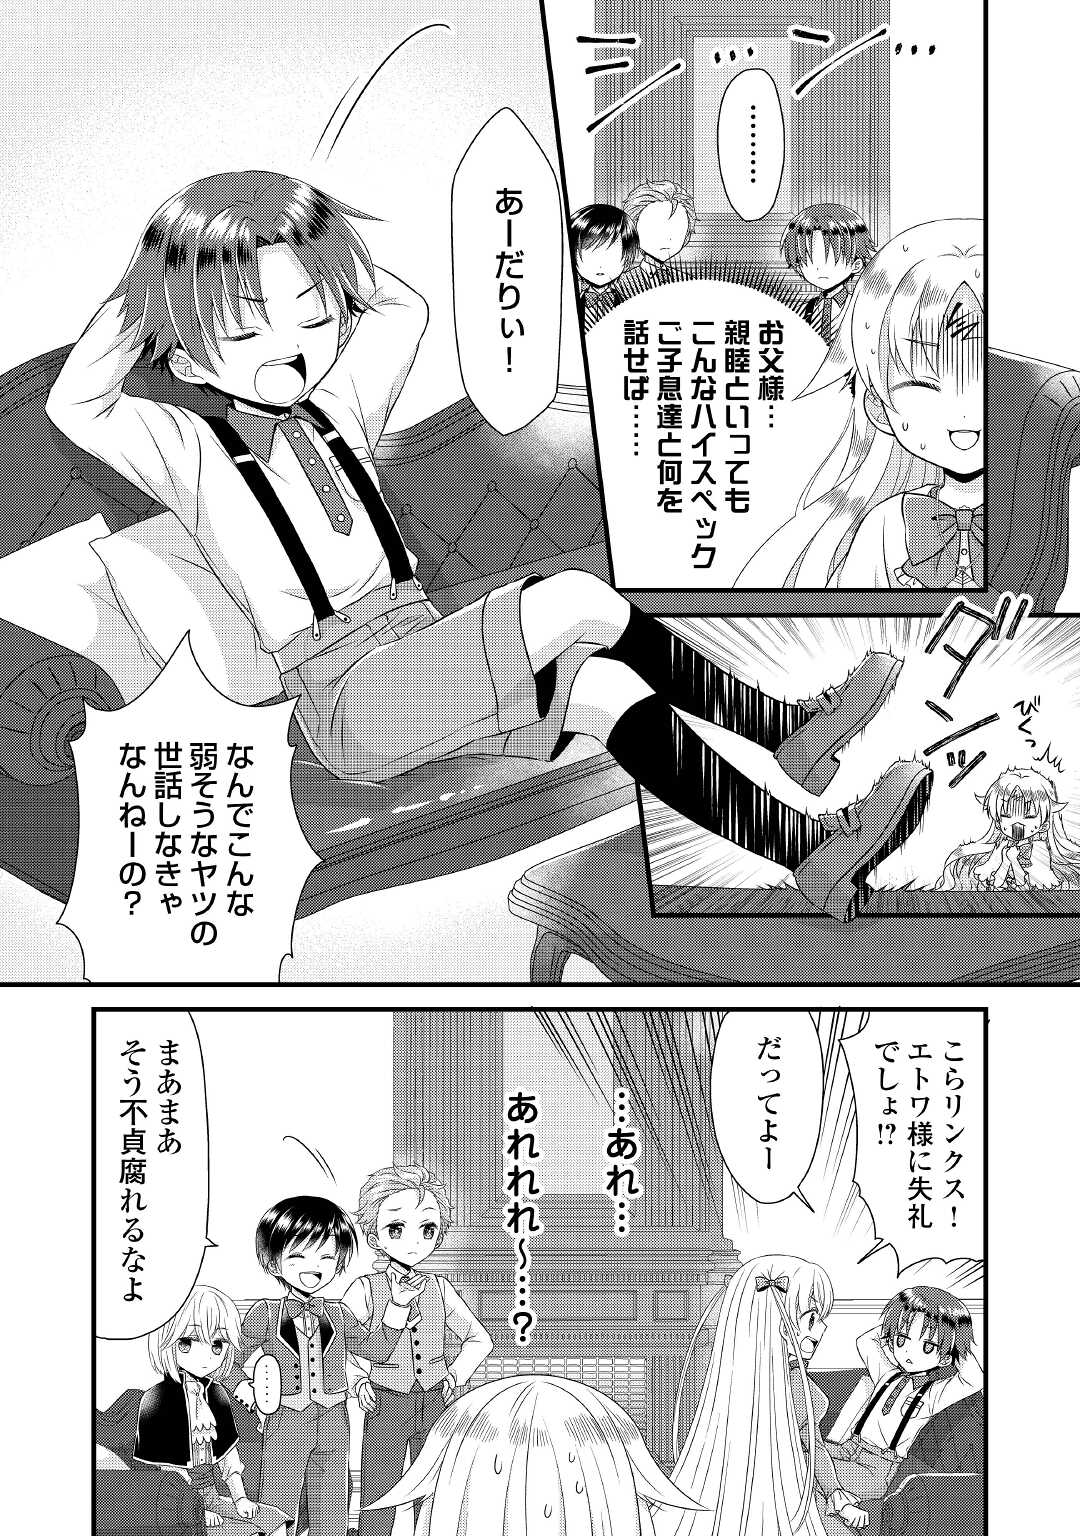 シーン…
………
お父様…
親睦といっても
こんなハイスペック
ご子息達と何を
話せば……
ダンッ
びくっ
あーだりぃ！
なんでこんな
弱そうなヤツの
世話しなきゃ
なんねーの？
こらリンクス！
エトワ様に失礼
でしょ!?
だってよー
…あれ…
あれれれ～…？
まあまあ
そう不貞腐れるなよ
……